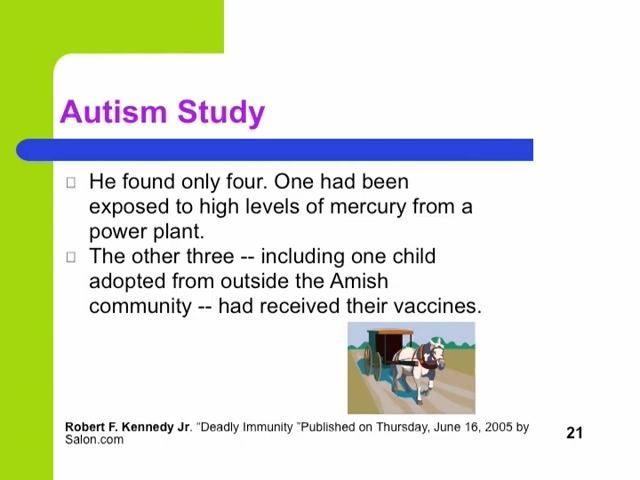 Autism Study
He found only four. One had been
exposed to high levels of mercury from a
power plant.
The other three -- including one child
adopted from outside the Amish
community -- had received their vaccines.
Robert F. Kennedy Jr. “Deadly Immunity ”Published on Thursday, June 16, 2005 by
Salon.com
21